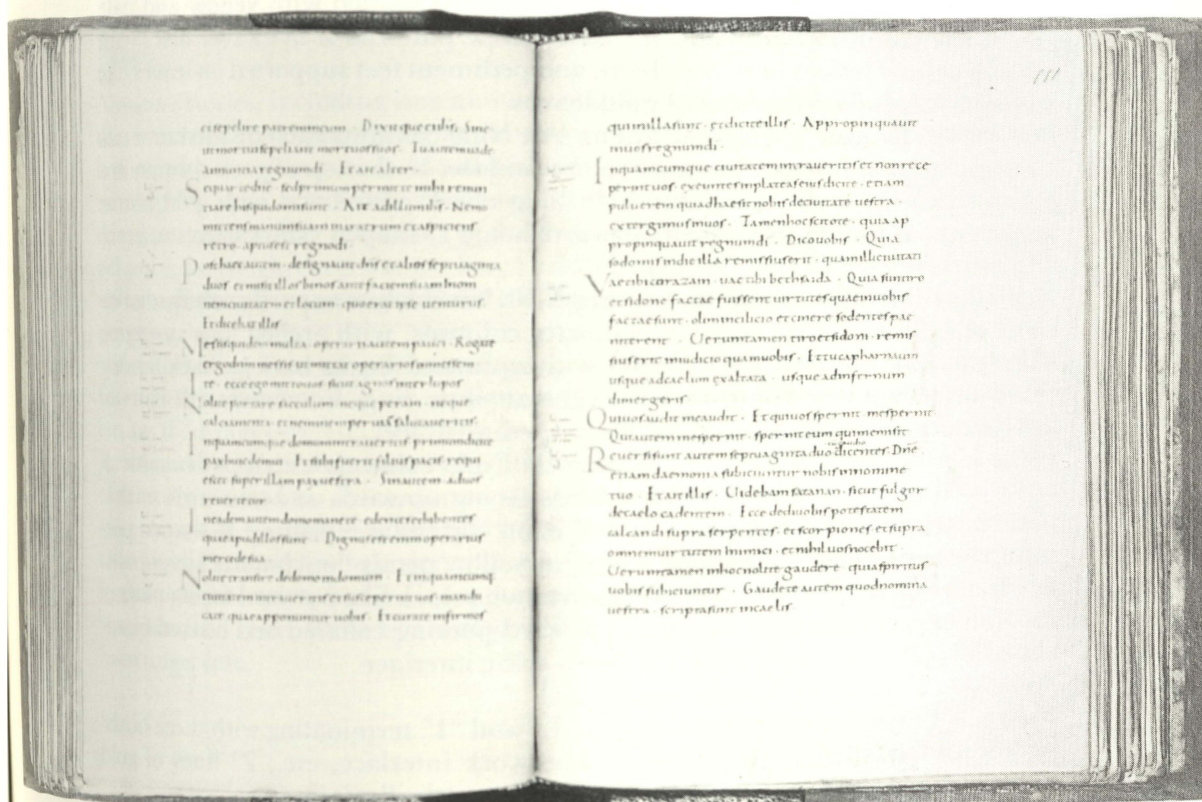 et sepelire patrem meum · Dixitque ei ihs · Sine
ut mortui sepeliant mortuos suos · Tu autem uade
adnuncia regnum di · Et ait alter
Sequar te dne · sed primum permitte mihi renun
tiare his qui domi sunt · Ait ad illum ihs · Nemo
mittens manum suam in aratrum et aspiciens
retro · aptus est regno di ·
Post haec autem · designauit dns et alios septuaginta
duos · et misit illos binos ante faciem suam in om
nem ciuitatem et locum · quo erat ipse uenturus ·
Et dicebat illis
Messis quidem multa · operarii autem pauci · Rogate
ergo dnm messis ut mittat operarios in messem
Ite · ecce ego mitto uos sicut agnos inter lupos
Nolite portare sacculum · neque peram · neque
calciamenta · et neminem per uia salutaueritis ·
In quamcumque domum intraueritis primum dicite
pax huic domui · Et si ibi fuerit filius pacis requi
escet super illam pax uestra · Sin autem · ad uos
reuertetur
In eadem autem domo manete · edentes et bibentes
quae apud illos sunt · Dignus est enim operarius
mercede sua
Nolite transire de domo in domum · Et in quamcumq
ciuitatem intraueritis et susceperint uos · mandu
cate quae apponuntur uobis · Et curate infirmos
qui in illa sunt · et dicite illis · Appropinquauit
in uos regnum di
In quamcumque ciuitatem intraueritis et non rece
perint uos · exeuntes in plateas eius dicite · etiam
puluerem qui adhaesit nobis de ciuitate uestra ·
extergimus in uos · Tamen hoc scitote · quia ap
propinquauit regnum di · Dico uobis · Quia
sodomis in die illa remissius erit · quam illi ciuitati
Vae tibi corazam · uae tibi bethsaida · Quia si in tiro
et sidone factae fuissent uirtutes quae in uobis
factae sunt · olim in cilicio et cinere sedentes pae
niterent · Uerumtamen tiro et sidoni · remis
sius erit in iudicio quam uobis · Et tu capharnaum
usque ad caelum exaltata · usque ad infernum
dimergeris
Qui uos audit me audit · Et qui uos spernit · me spernit
Qui autem me spernit · spernit eum qui me misit
Reuersi sunt autem septuaginta duo dicentes · Dne
cum gaudio
etiam daemonia subiciuntur nobis in nomine
tuo · Et ait illis · Uidebam satanan · sicut fulgur
de caelo cadentem · Ecce dedi uobis potestatem
calcandi supra serpentes · et scorpiones et supra
omnem uirtutem inimici · et nihil uos nocebit
Uerumtamen in hoc nolite gaudere · quia spiritus
uobis subiciuntur · Gaudete autem quod nomina
uestra · scripta sunt in caelis